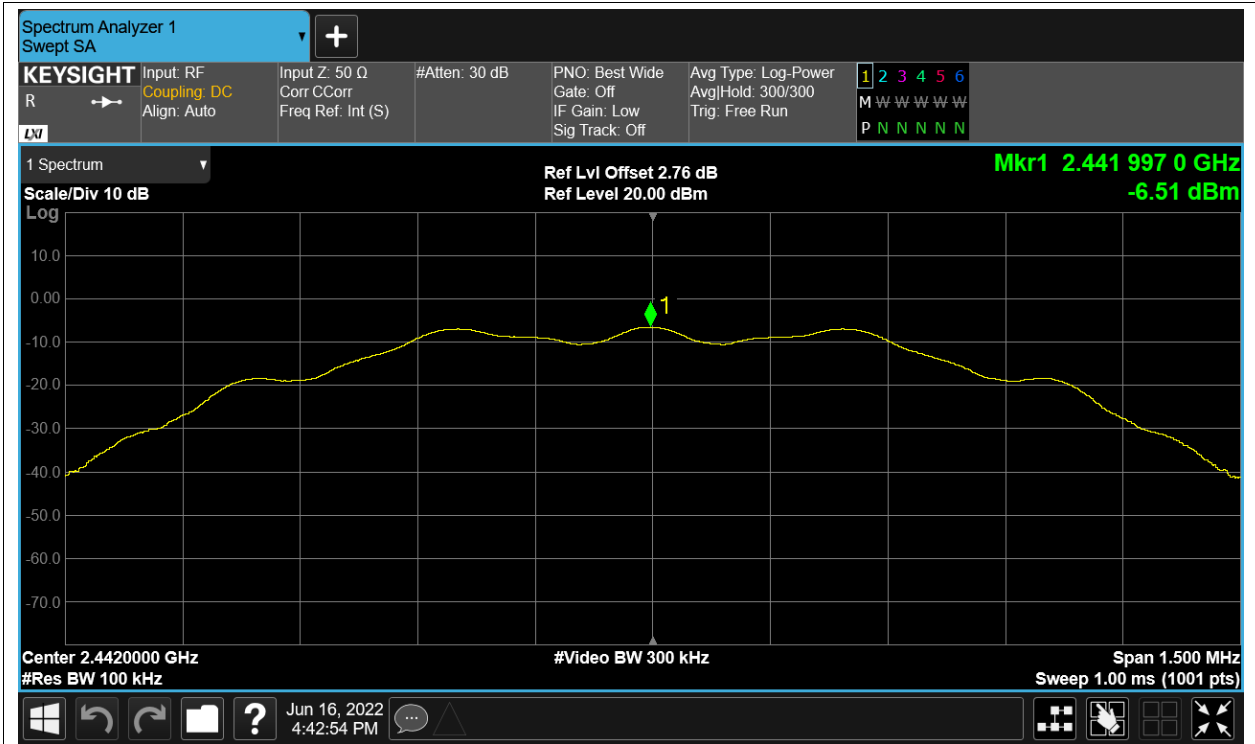 Spectrum Analyzer 1
Swept SA
+
KEYSIGHT
R
LXI
Input: RF
Coupling: DC
Align: Auto
Input Z: 50 Ω
Corr CCorr
Freq Ref: Int (S)
#Atten: 30 dB
PNO: Best Wide
Gate: Off
IF Gain: Low
Sig Track: Off
Avg Type: Log-Power
Avg|Hold: 300/300
Trig: Free Run
1 2 3 4 5 6
M W W W W W
P N N N N N
1 Spectrum
Scale/Div 10 dB
Ref Lvl Offset 2.76 dB
Ref Level 20.00 dBm
Mkr1 2.441 997 0 GHz
-6.51 dBm
Log
10.0
0.00
-10.0
-20.0
-30.0
-40.0
-50.0
-60.0
-70.0
1
Center 2.4420000 GHz
#Res BW 100 kHz
#Video BW 300 kHz
Span 1.500 MHz
Sweep 1.00 ms (1001 pts)
?
Jun 16, 2022
4:42:54 PM